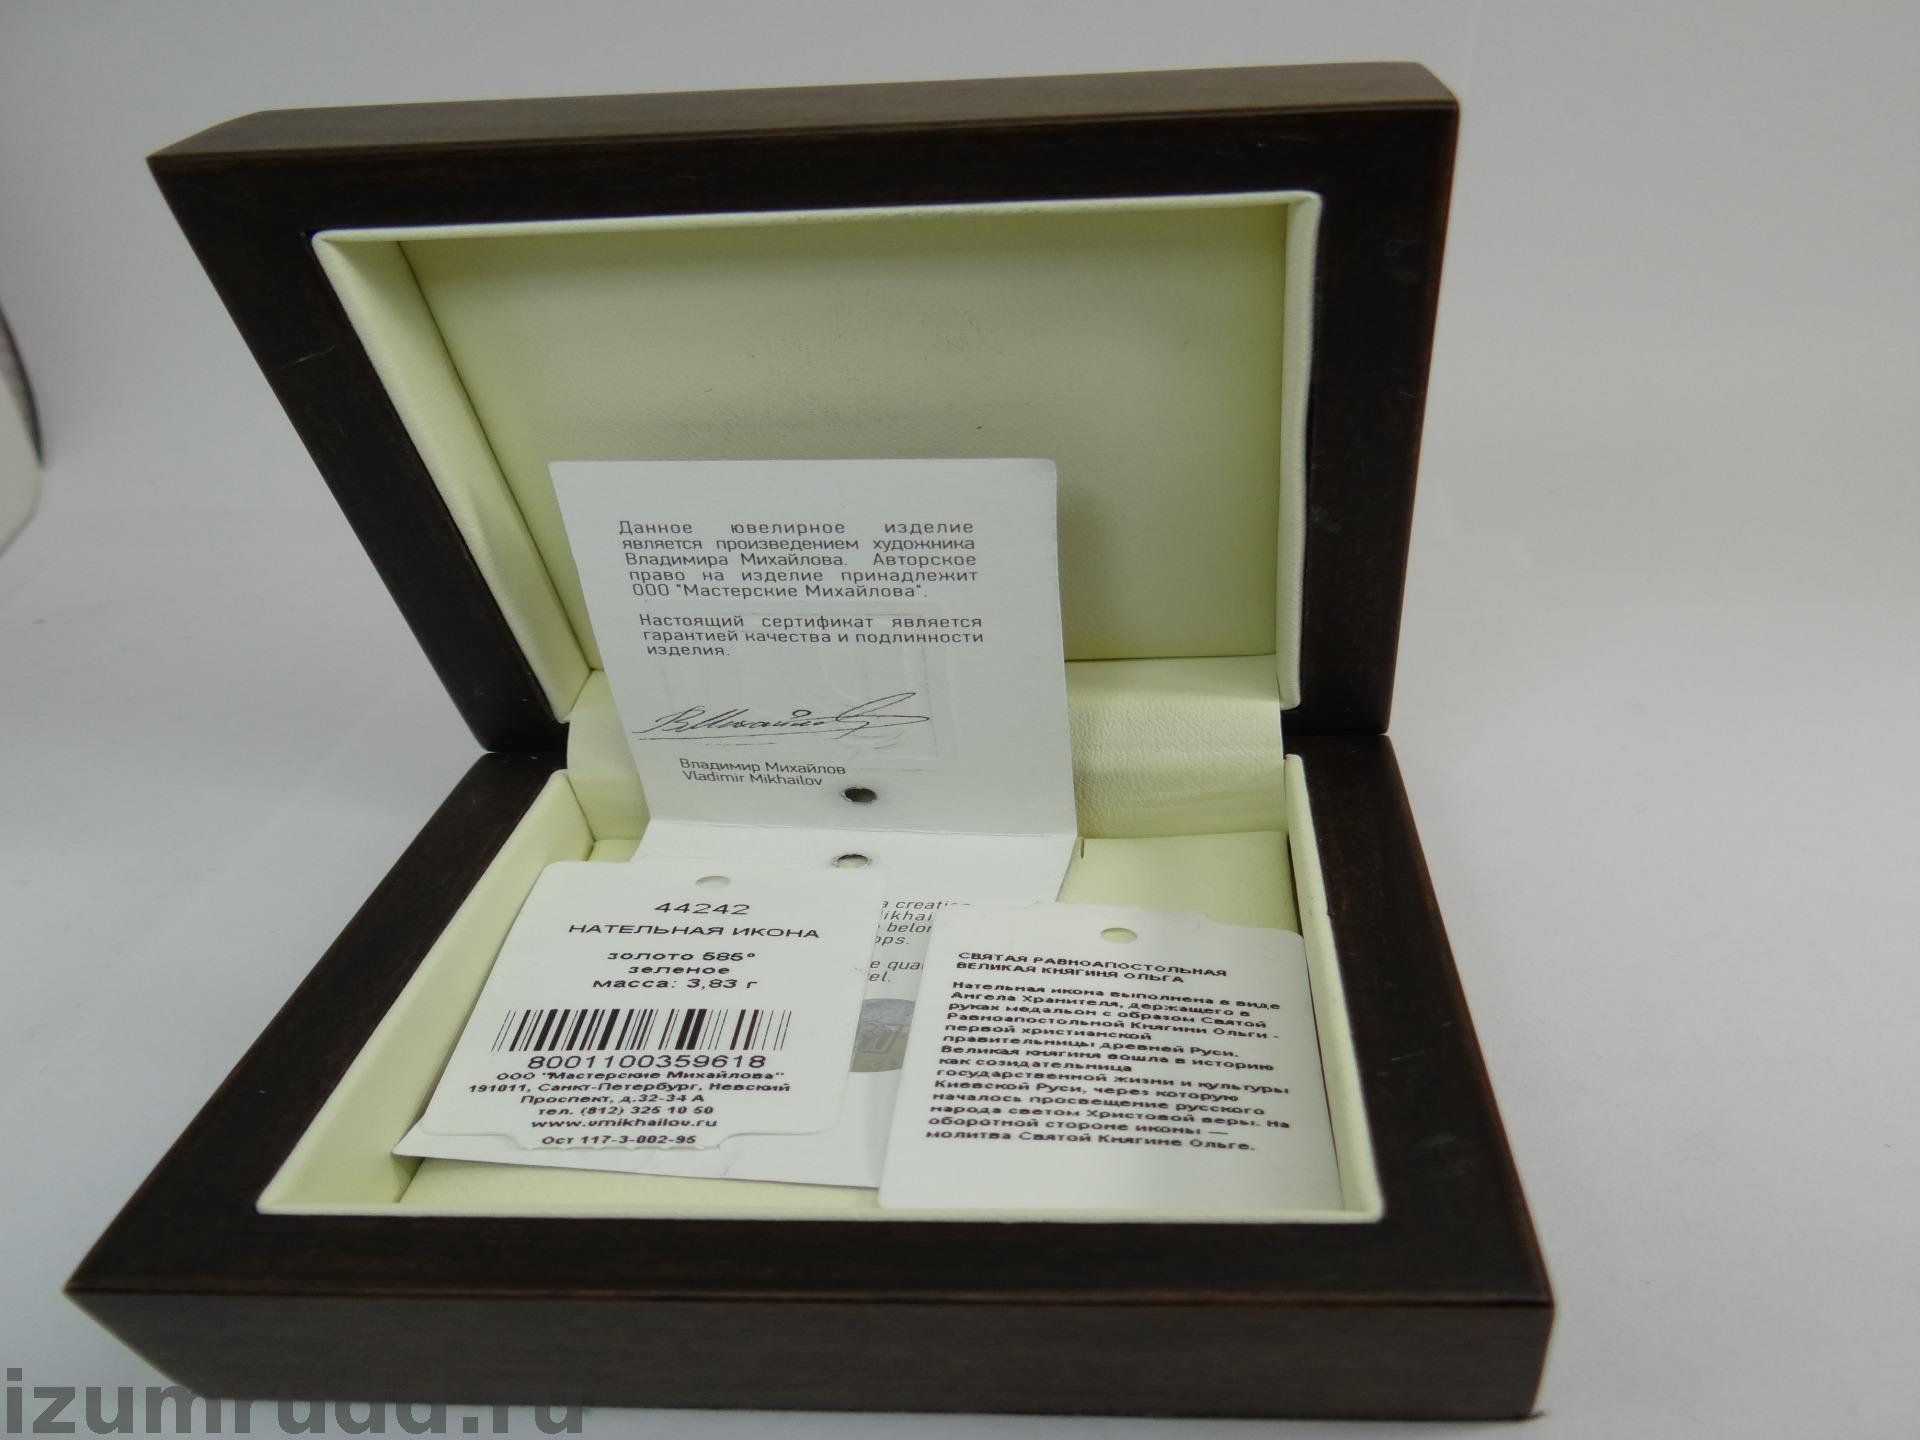 Данное ювелирное изделие
является произведением художника
Владимира Михайлова. Авторское
право на изделие принадлежит
ООО "Мастерские Михайлова".
Настоящий сертификат является
гарантией качества и подлинности
изделия.
Владимир Михайлов
Vladimir Mikhailov
44242
НАТЕЛЬНАЯ ИКОНА
золото 585°
зеленое
масса: 3,83 г
8001100359618
ООО "Мастерские Михайлова"
191011, Санкт-Петербург, Невский
Проспект, д.32-34 А
тел. (812) 325 10 50
www.vmikhailov.ru
Ост 117-3-002-95
СВЯТАЯ РАВНОАПОСТОЛЬНАЯ
ВЕЛИКАЯ КНЯГИНЯ ОЛЬГА
Нательная икона выполнена в виде
Ангела Хранителя, держащего в
руках медальон с образом Святой
Равноапостольной Княгини Ольги -
первой христианской
правительницы древней Руси.
Великая княгиня вошла в историю
как созидательница
государственной жизни и культуры
Киевской Руси, через которую
началось просвещение русского
народа светом Христовой веры. На
оборотной стороне иконы —
молитва Святой Княгине Ольге.
izumrudd.ru